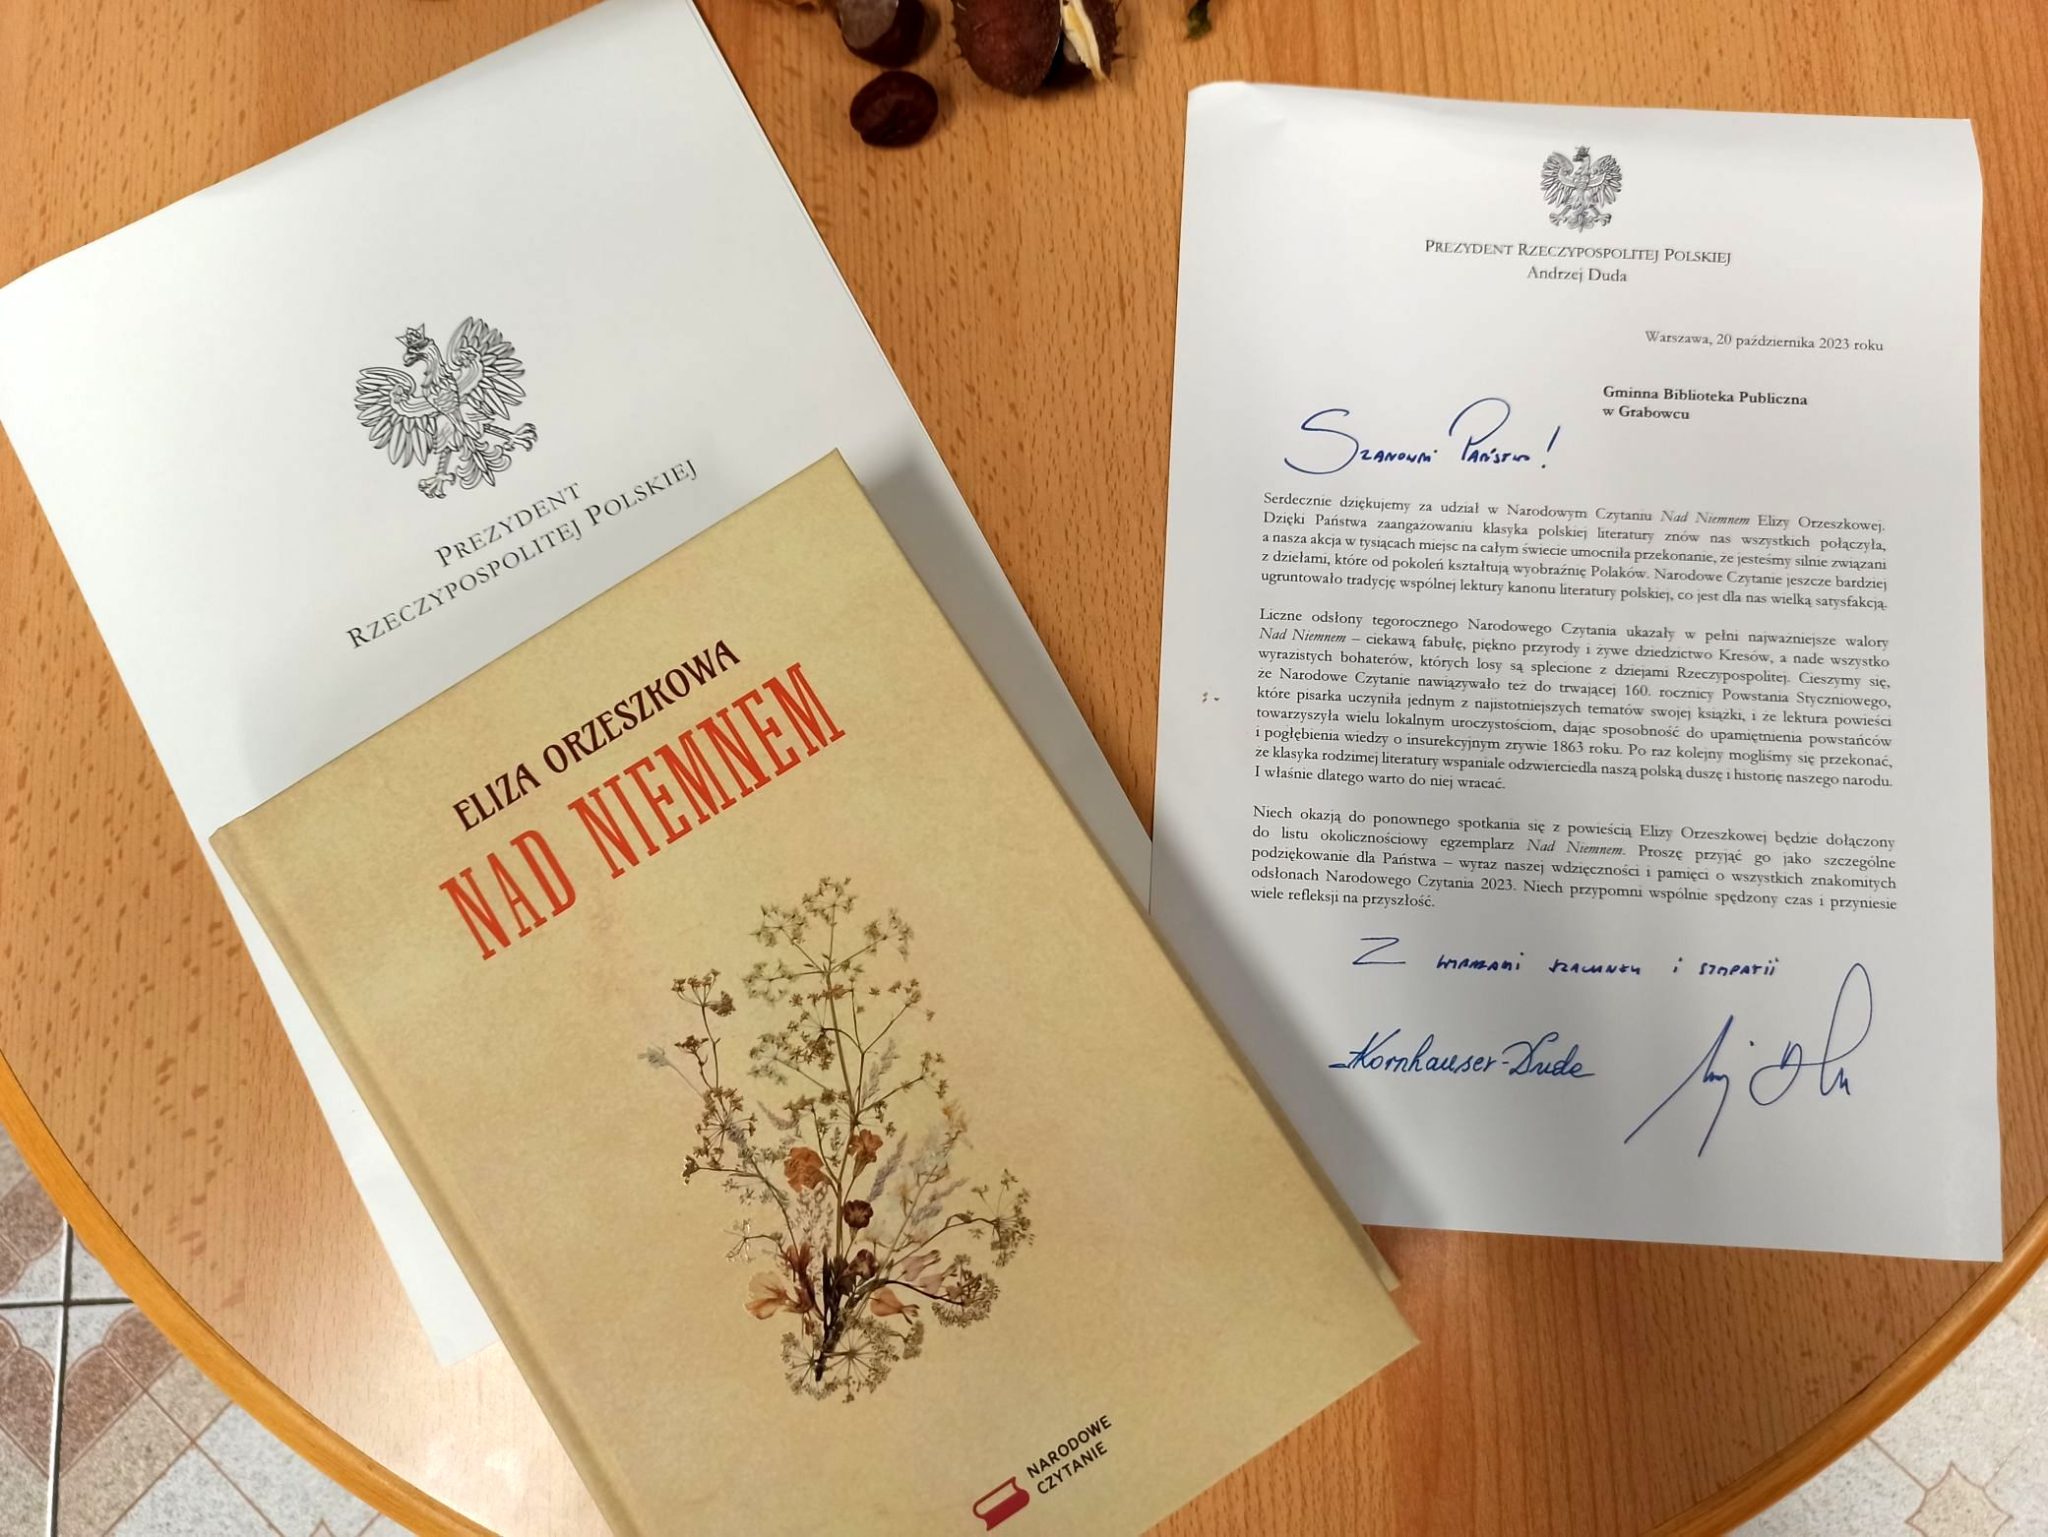 PREZYDENT
RZECZYPOSPOLITEJ POLSKIEJ
ELIZA ORZESZKOWA
NAD NIEMNEM
NARODOWE
CZYTANIE
PREZYDENT RZECZYPOSPOLITEJ POLSKIEJ
Andrzej Duda
Warszawa, 20 października 2023 roku
Gminna Biblioteka Publiczna
w Grabowcu
Szanowni Państwo!
Serdecznie dziękujemy za udział w Narodowym Czytaniu Nad Niemnem Elizy Orzeszkowej.
Dzięki Państwa zaangażowaniu klasyka polskiej literatury znów nas wszystkich połączyła,
a nasza akcja w tysiącach miejsc na całym świecie umocniła przekonanie, że jesteśmy silnie związani
z dziełami, które od pokoleń kształtują wyobraźnię Polaków. Narodowe Czytanie jeszcze bardziej
ugruntowało tradycję wspólnej lektury kanonu literatury polskiej, co jest dla nas wielką satysfakcją.
Liczne odsłony tegorocznego Narodowego Czytania ukazały w pełni najważniejsze walory
Nad Niemnem – ciekawą fabułę, piękno przyrody i żywe dziedzictwo Kresów, a nade wszystko
wyrazistych bohaterów, których losy są splecione z dziejami Rzeczypospolitej. Cieszymy się,
że Narodowe Czytanie nawiązywało też do trwającej 160. rocznicy Powstania Styczniowego,
które pisarka uczyniła jednym z najistotniejszych tematów swojej książki, i że lektura powieści
towarzyszyła wielu lokalnym uroczystościom, dając sposobność do upamiętnienia powstańców
i pogłębienia wiedzy o insurekcyjnym zrywie 1863 roku. Po raz kolejny mogliśmy się przekonać,
że klasyka rodzimej literatury wspaniale odzwierciedla naszą polską duszę i historię naszego narodu.
I właśnie dlatego warto do niej wracać.
Niech okazją do ponownego spotkania się z powieścią Elizy Orzeszkowej będzie dołączony
do listu okolicznościowy egzemplarz Nad Niemnem. Proszę przyjąć go jako szczególne
podziękowanie dla Państwa – wyraz naszej wdzięczności i pamięci o wszystkich znakomitych
odsłonach Narodowego Czytania 2023. Niech przypomni wspólnie spędzony czas i przyniesie
wiele refleksji na przyszłość.
Z wyrazami szacunku i sympatii
AKornhauser-Duda